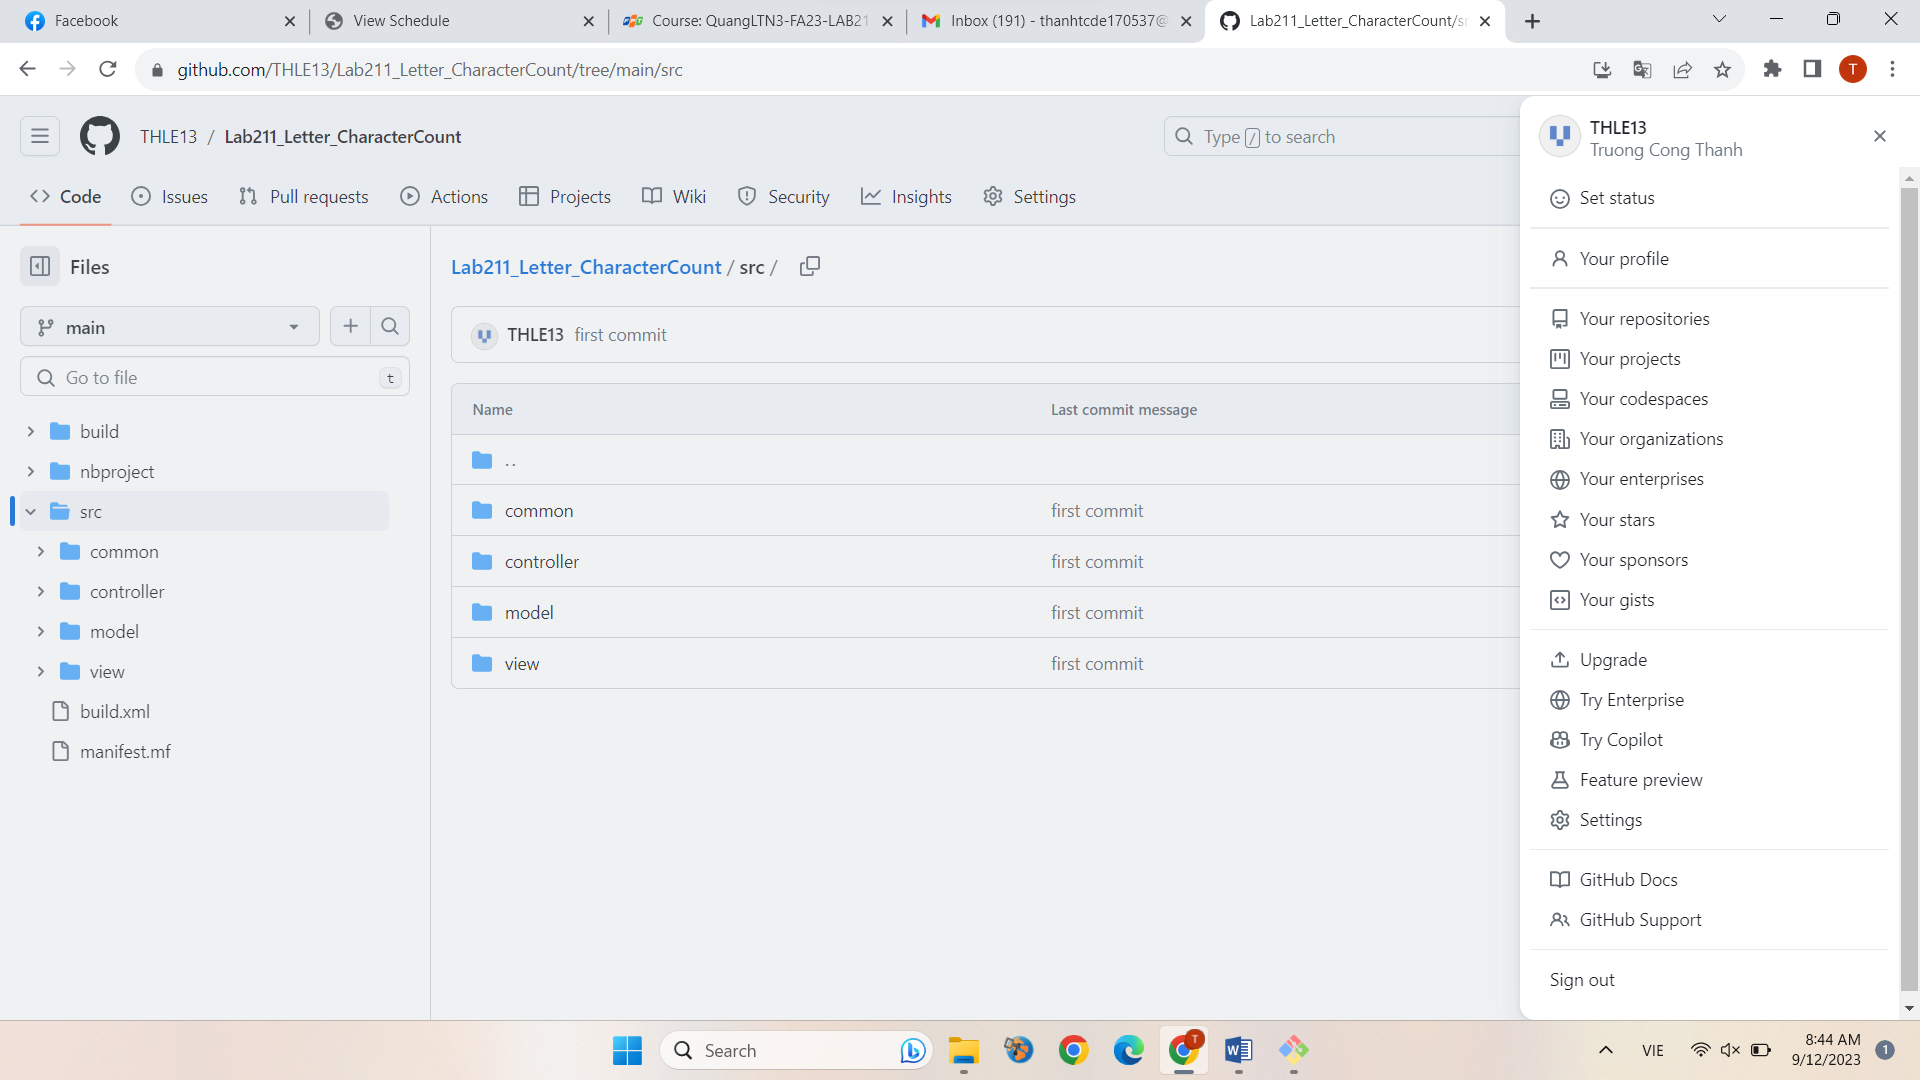 Facebook
View Schedule
Course: QuangLTN3-FA23-LAB21
Inbox (191) - thanhtcde170537@
Lab211_Letter_CharacterCount/sr
github.com/THLE13/Lab211_Letter_CharacterCount/tree/main/src
T
THLE13 / Lab211_Letter_CharacterCount
Type / to search
Code
Issues
Pull requests
Actions
Projects
Wiki
Security
Insights
Settings
Files
main
Go to file
t
build
nbproject
src
common
controller
model
view
build.xml
manifest.mf
Lab211_Letter_CharacterCount / src /
THLE13 first commit
Name Last commit message
..
common first commit
controller first commit
model first commit
view first commit
THLE13
Truong Cong Thanh
Set status
Your profile
Your repositories
Your projects
Your codespaces
Your organizations
Your enterprises
Your stars
Your sponsors
Your gists
Upgrade
Try Enterprise
Try Copilot
Feature preview
Settings
GitHub Docs
GitHub Support
Sign out
Search
T
VIE
8:44 AM
9/12/2023
1